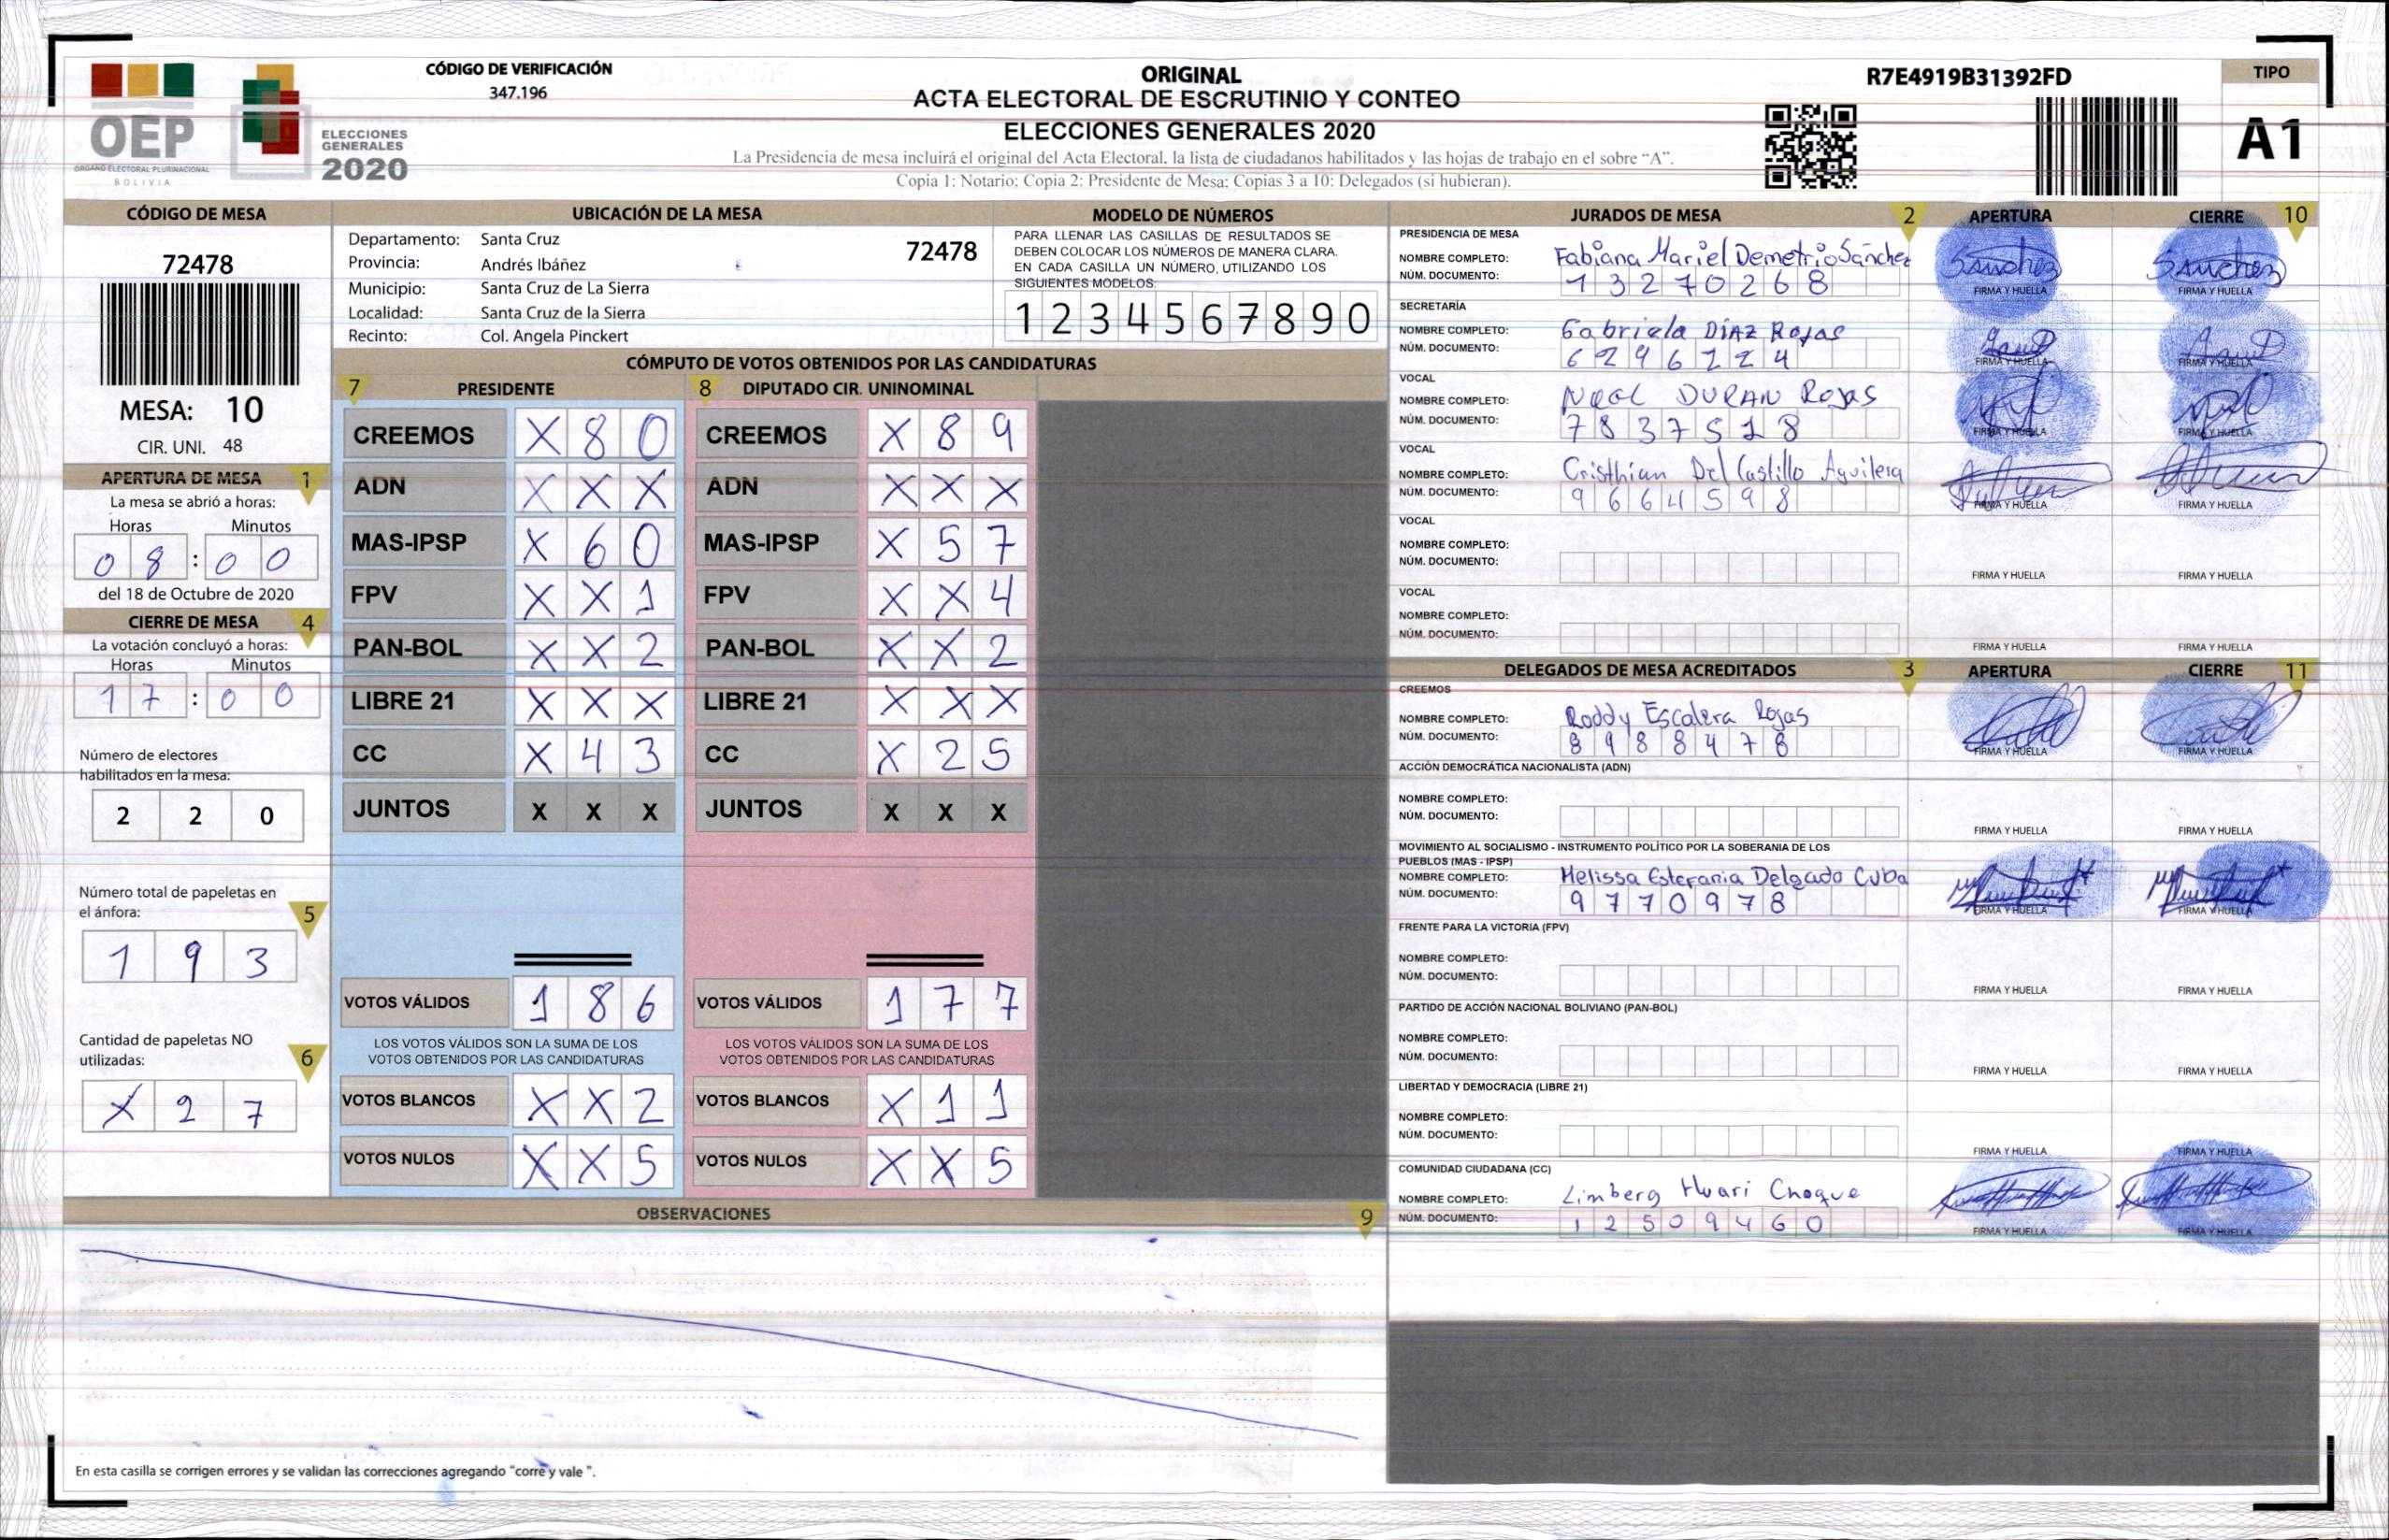 CÓDIGO DE VERIFICACIÓN
347.196
OEP
ÓRGANO ELECTORAL PLURINACIONAL
BOLIVIA
ELECCIONES
GENERALES
2020
ORIGINAL
ACTA ELECTORAL DE ESCRUTINIO Y CONTEO
ELECCIONES GENERALES 2020
La Presidencia de mesa incluirá el original del Acta Electoral, la lista de ciudadanos habilitados y las hojas de trabajo en el sobre “A”.
Copia 1: Notario; Copia 2: Presidente de Mesa; Copias 3 a 10: Delegados (si hubieran).
R7E4919B31392FD
TIPO
A1
CÓDIGO DE MESA
72478
MESA: 10
CIR. UNI. 48
APERTURA DE MESA 1
La mesa se abrió a horas:
Horas Minutos
0 8 : 0 0
del 18 de Octubre de 2020
CIERRE DE MESA 4
La votación concluyó a horas:
Horas Minutos
1 7 : 0 0
Número de electores
habilitados en la mesa:
2 2 0
Número total de papeletas en
el ánfora: 5
1 9 3
Cantidad de papeletas NO
utilizadas: 6
X 2 7
UBICACIÓN DE LA MESA
Departamento: Santa Cruz
72478
Provincia: Andrés Ibáñez
Municipio: Santa Cruz de La Sierra
Localidad: Santa Cruz de la Sierra
Recinto: Col. Angela Pinckert
MODELO DE NÚMEROS
PARA LLENAR LAS CASILLAS DE RESULTADOS SE
DEBEN COLOCAR LOS NÚMEROS DE MANERA CLARA.
EN CADA CASILLA UN NÚMERO, UTILIZANDO LOS
SIGUIENTES MODELOS:
1 2 3 4 5 6 7 8 9 0
CÓMPUTO DE VOTOS OBTENIDOS POR LAS CANDIDATURAS
7 PRESIDENTE 8 DIPUTADO CIR. UNINOMINAL
CREEMOS X 8 0 CREEMOS X 8 9
ADN X X X ADN X X X
MAS-IPSP X 6 0 MAS-IPSP X 5 7
FPV X X 1 FPV X X 4
PAN-BOL X X 2 PAN-BOL X X 2
LIBRE 21 X X X LIBRE 21 X X X
CC X 4 3 CC X 2 5
JUNTOS X X X JUNTOS X X X
VOTOS VÁLIDOS 1 8 6 VOTOS VÁLIDOS 1 7 7
LOS VOTOS VÁLIDOS SON LA SUMA DE LOS LOS VOTOS VÁLIDOS SON LA SUMA DE LOS
VOTOS OBTENIDOS POR LAS CANDIDATURAS VOTOS OBTENIDOS POR LAS CANDIDATURAS
VOTOS BLANCOS X X 2 VOTOS BLANCOS X 1 1
VOTOS NULOS X X 5 VOTOS NULOS X X 5
OBSERVACIONES 9
En esta casilla se corrigen errores y se validan las correcciones agregando "corre y vale ".
JURADOS DE MESA 2 APERTURA CIERRE 10
PRESIDENCIA DE MESA
NOMBRE COMPLETO: Fabiana Mariel Demetrio Sánchez
NÚM. DOCUMENTO: 1 3 2 7 0 2 6 8
FIRMA Y HUELLA FIRMA Y HUELLA
SECRETARÍA
NOMBRE COMPLETO: Gabriela DÍAZ Rojas
NÚM. DOCUMENTO: 6 2 9 6 1 2 4
FIRMA Y HUELLA FIRMA Y HUELLA
VOCAL
NOMBRE COMPLETO: DURAN Rojas
NÚM. DOCUMENTO: 7 8 3 7 5 1 8
FIRMA Y HUELLA FIRMA Y HUELLA
VOCAL
NOMBRE COMPLETO: Cristhian Del Castillo Aguilera
NÚM. DOCUMENTO: 9 6 6 4 5 9 8
FIRMA Y HUELLA FIRMA Y HUELLA
VOCAL
NOMBRE COMPLETO:
NÚM. DOCUMENTO:
FIRMA Y HUELLA FIRMA Y HUELLA
VOCAL
NOMBRE COMPLETO:
NÚM. DOCUMENTO:
FIRMA Y HUELLA FIRMA Y HUELLA
DELEGADOS DE MESA ACREDITADOS 3 APERTURA CIERRE 11
CREEMOS
NOMBRE COMPLETO: Roddy Escalera Rojas
NÚM. DOCUMENTO: 8 9 8 8 4 7 8
FIRMA Y HUELLA FIRMA Y HUELLA
ACCIÓN DEMOCRÁTICA NACIONALISTA (ADN)
NOMBRE COMPLETO:
NÚM. DOCUMENTO:
FIRMA Y HUELLA FIRMA Y HUELLA
MOVIMIENTO AL SOCIALISMO - INSTRUMENTO POLÍTICO POR LA SOBERANIA DE LOS
PUEBLOS (MAS - IPSP)
NOMBRE COMPLETO: Melissa Estefania Delgado Cuba
NÚM. DOCUMENTO: 9 7 7 0 9 7 8
FIRMA Y HUELLA FIRMA Y HUELLA
FRENTE PARA LA VICTORIA (FPV)
NOMBRE COMPLETO:
NÚM. DOCUMENTO:
FIRMA Y HUELLA FIRMA Y HUELLA
PARTIDO DE ACCIÓN NACIONAL BOLIVIANO (PAN-BOL)
NOMBRE COMPLETO:
NÚM. DOCUMENTO:
FIRMA Y HUELLA FIRMA Y HUELLA
LIBERTAD Y DEMOCRACIA (LIBRE 21)
NOMBRE COMPLETO:
NÚM. DOCUMENTO:
FIRMA Y HUELLA FIRMA Y HUELLA
COMUNIDAD CIUDADANA (CC)
NOMBRE COMPLETO: Limberg Huari Choque
NÚM. DOCUMENTO: 1 2 5 0 9 4 6 0
FIRMA Y HUELLA FIRMA Y HUELLA